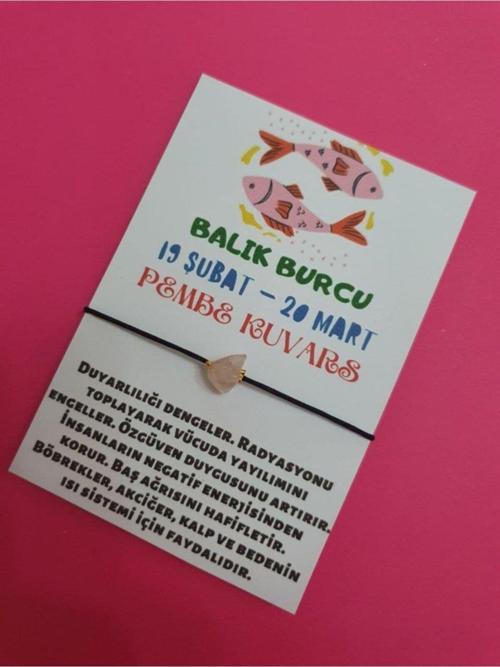 BALIK BURCU
19 ŞUBAT – 20 MART
PEMBE KUVARS
DUYARLILIĞI DENGELER. RADYASYONU
TOPLAYARAK VÜCUDA YAYILIMINI
ENGELLER. ÖZGÜVEN DUYGUSUNU ARTIRIR.
İNSANLARIN NEGATİF ENERJİSİNDEN
KORUR. BAŞ AĞRISINI HAFİFLETİR.
BÖBREKLER, AKCİĞER, KALP VE BEDENİN
ISI SİSTEMİ İÇİN FAYDALIDIR.